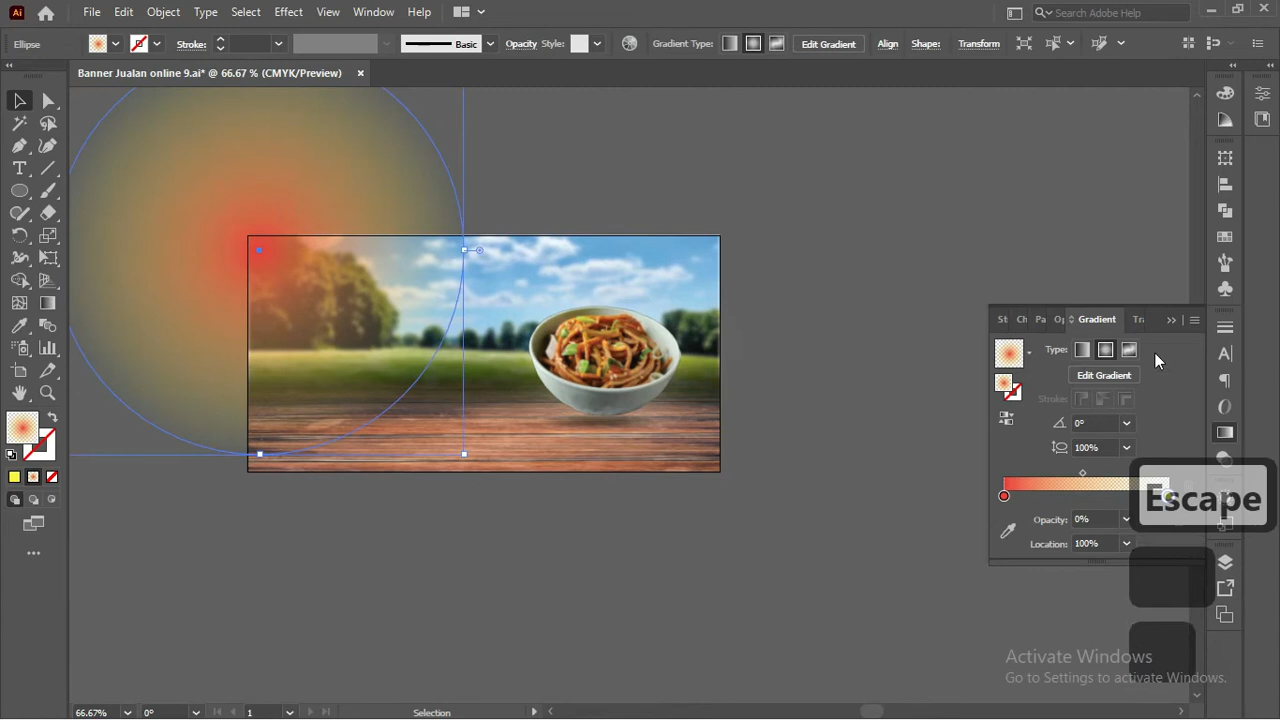 Ai
File Edit Object Type Select Effect View Window Help
Search Adobe Help
Ellipse
Stroke:
Basic
Opacity
Style:
Gradient Type:
Edit Gradient
Align
Shape:
Transform
Banner Jualan online 9.ai* @ 66.67 % (CMYK/Preview)
St Ch Pa Op Gradient Tra
Type:
Edit Gradient
Stroke:
0°
100%
Escape
Opacity: 0%
Location: 100%
Activate Windows
Go to Settings to activate Windows.
66.67% 0° 1 Selection